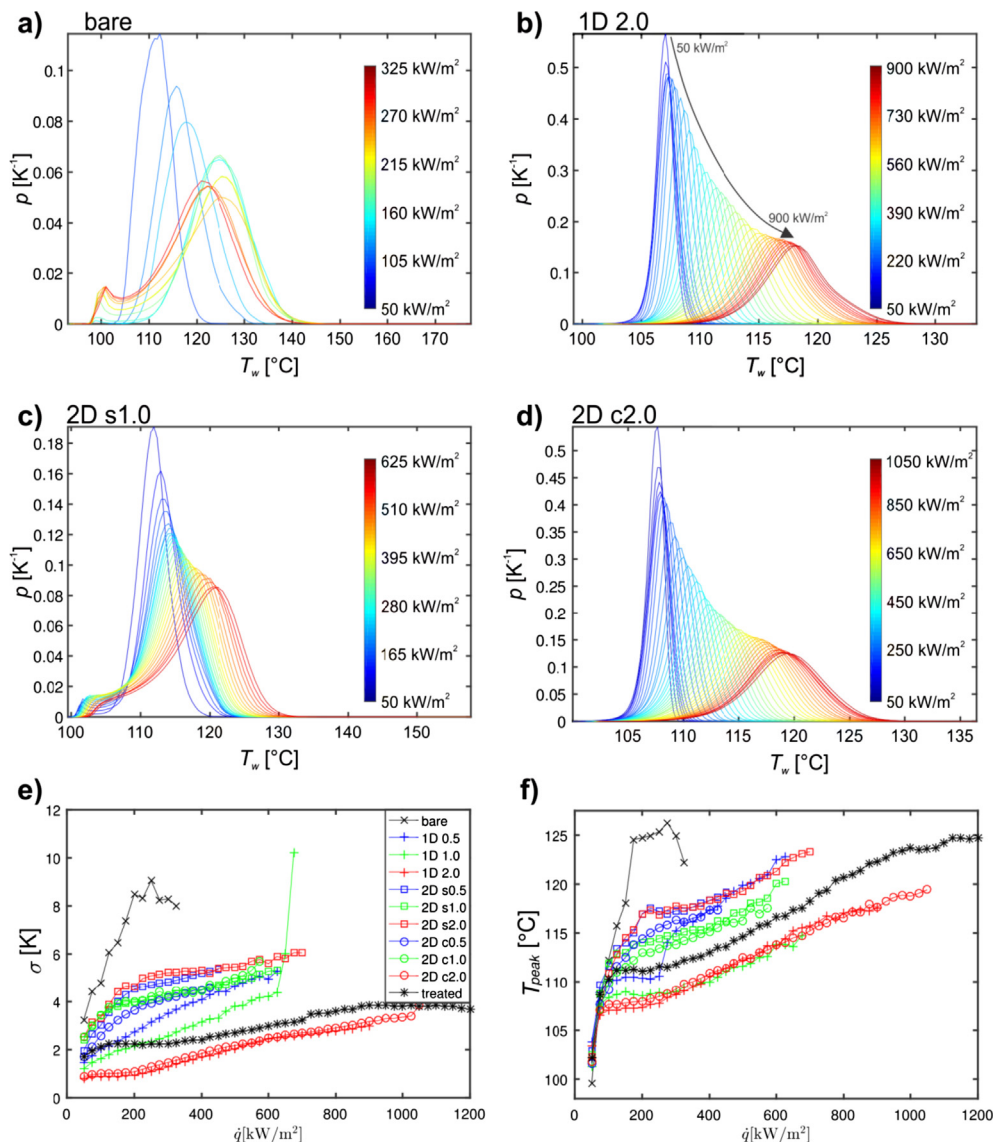 a) bare
p [K⁻¹]
0.1
0.08
0.06
0.04
0.02
0
100 110 120 130 140 150 160 170
T_w [°C]
325 kW/m²
270 kW/m²
215 kW/m²
160 kW/m²
105 kW/m²
50 kW/m²
b) 1D 2.0
p [K⁻¹]
0.5
0.4
0.3
0.2
0.1
0
100 105 110 115 120 125 130
T_w [°C]
50 kW/m²
900 kW/m²
900 kW/m²
730 kW/m²
560 kW/m²
390 kW/m²
220 kW/m²
50 kW/m²
c) 2D s1.0
p [K⁻¹]
0.18
0.16
0.14
0.12
0.1
0.08
0.06
0.04
0.02
0
100 110 120 130 140 150
T_w [°C]
625 kW/m²
510 kW/m²
395 kW/m²
280 kW/m²
165 kW/m²
50 kW/m²
d) 2D c2.0
p [K⁻¹]
0.5
0.45
0.4
0.35
0.3
0.25
0.2
0.15
0.1
0.05
0
105 110 115 120 125 130 135
T_w [°C]
1050 kW/m²
850 kW/m²
650 kW/m²
450 kW/m²
250 kW/m²
50 kW/m²
e)
σ [K]
12
10
8
6
4
2
0
0 200 400 600 800 1000 1200
q̇[kW/m²]
bare
1D 0.5
1D 1.0
1D 2.0
2D s0.5
2D s1.0
2D s2.0
2D c0.5
2D c1.0
2D c2.0
treated
f)
T_peak [°C]
125
120
115
110
105
100
0 200 400 600 800 1000 1200
q̇[kW/m²]